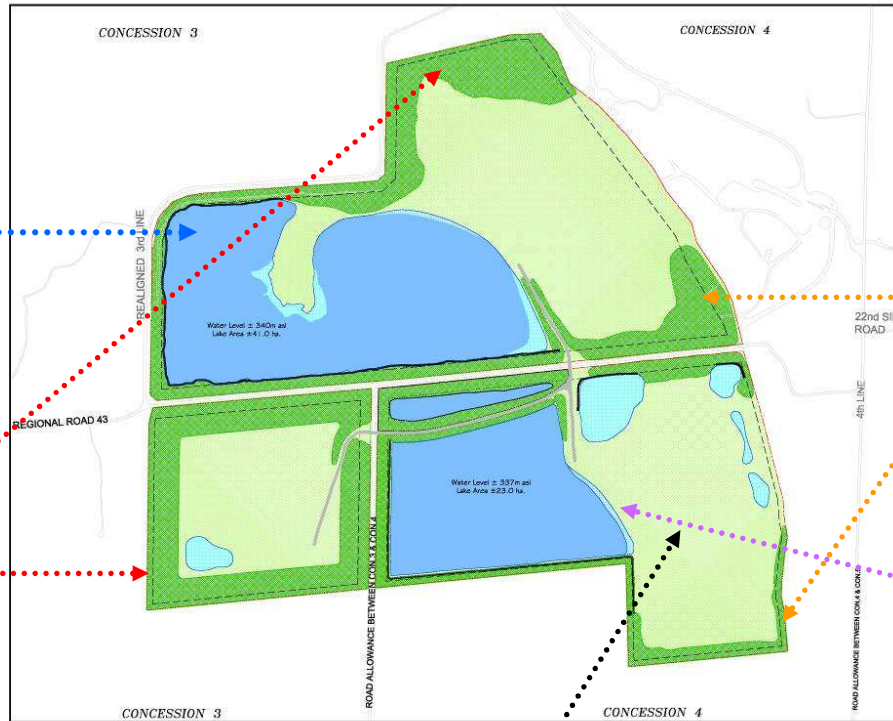 CONCESSION 3
CONCESSION 4
REALIGNED 3rd LINE
Water Level ± 340m asl
Lake Area ±41.0 ha.
22nd SI
ROAD
4th LINE
REGIONAL ROAD 43
Water Level ± 337m asl
Lake Area ±23.0 ha.
ROAD ALLOWANCE BETWEEN CON.3 & CON.4
ROAD ALLOWANCE BETWEEN CON.4 & CON.5
CONCESSION 3
CONCESSION 4